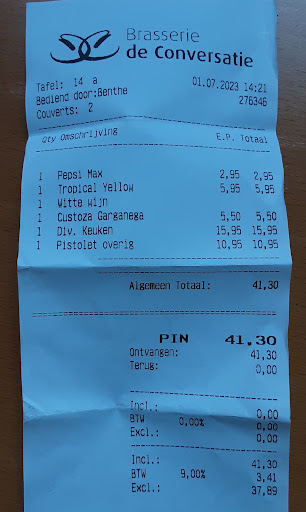 Brasserie
de Conversatie
Tafel: 14 a 01.07.2023 14:21
Bediend door:Benthe 276346
Couverts: 2
Qty Omschrijving E.P. Totaal
1 Pepsi Max 2,95 2,95
1 Tropical Yellow 5,95 5,95
1 Witte wijn
1 Custoza Garganega 5,50 5,50
1 Div. Keuken 15,95 15,95
1 Pistolet overig 10,95 10,95
Algemeen Totaal: 41,30
PIN 41,30
Ontvangen: 41,30
Terug: 0,00
Incl.: 0,00
BTW 0,00% 0,00
Excl.: 0,00
Incl.: 41,30
BTW 9,00% 3,41
Excl.: 37,89